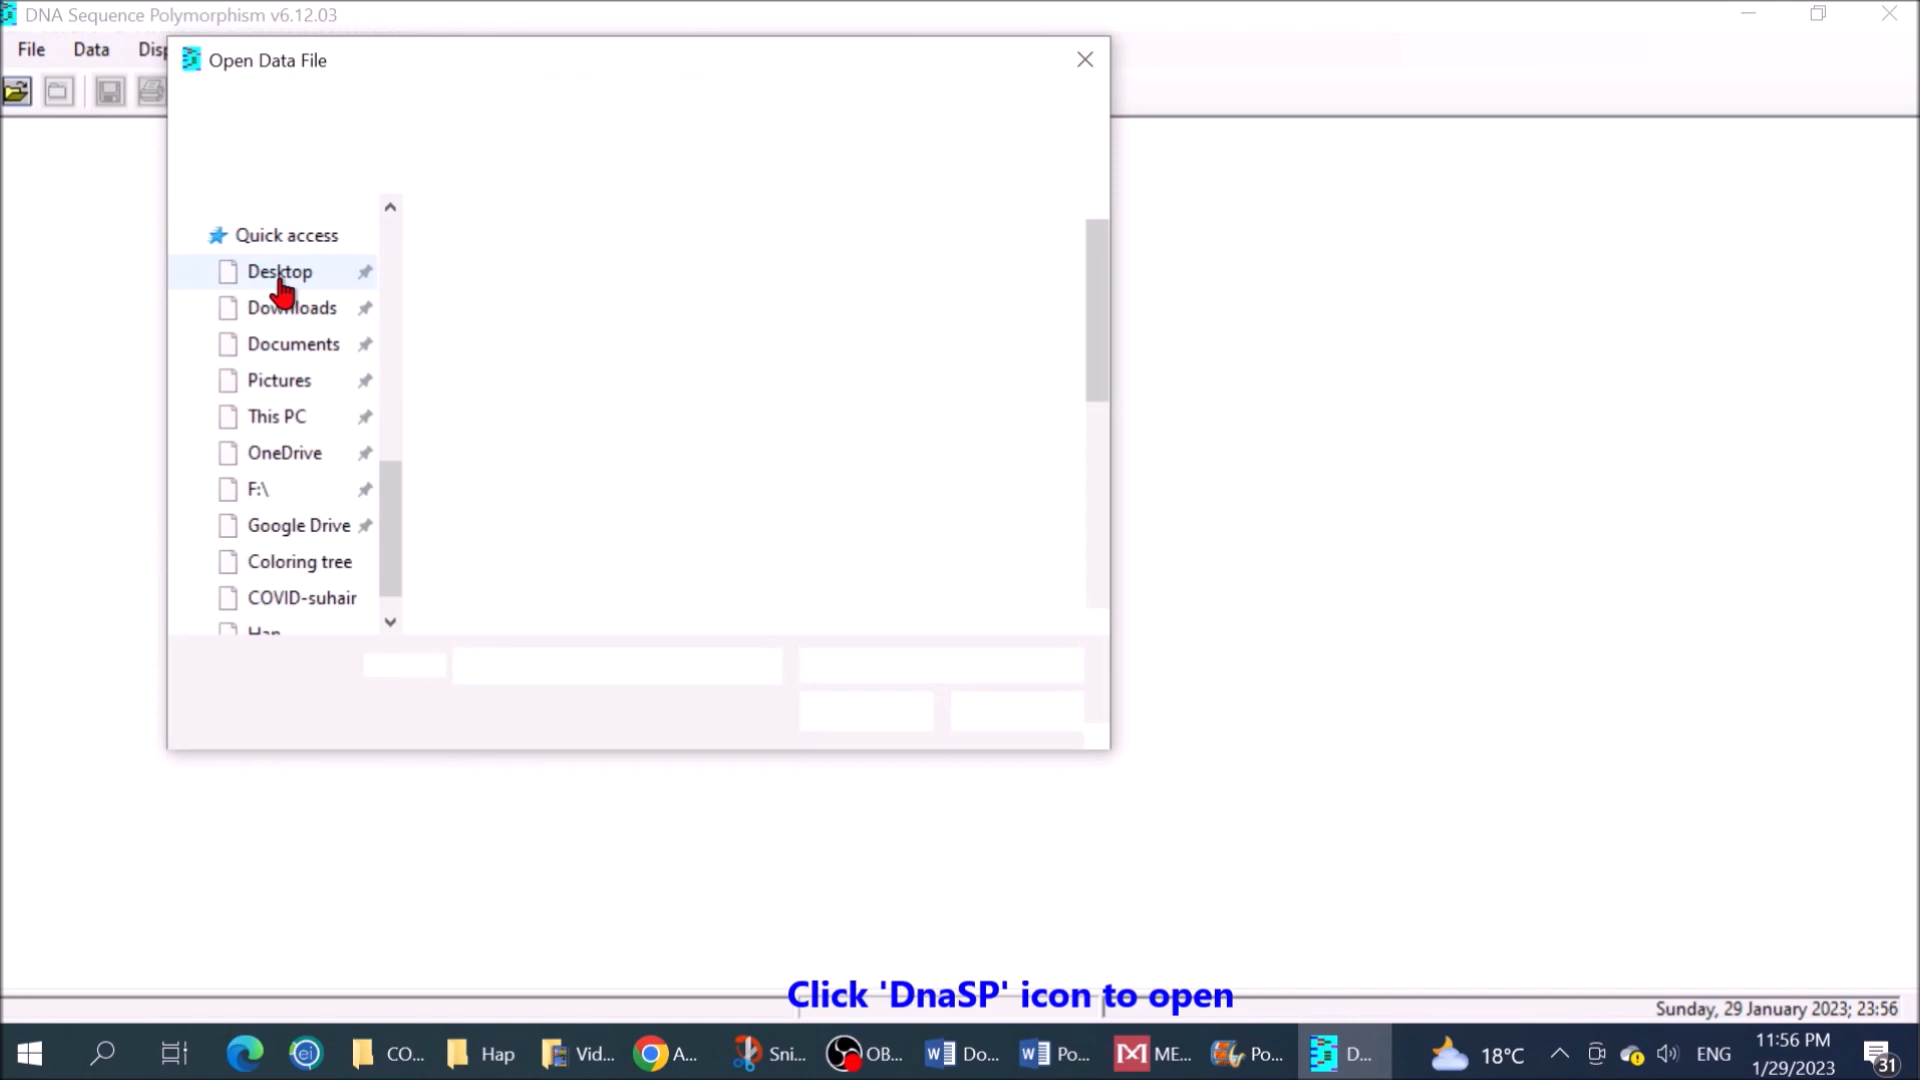 DNA Sequence Polymorphism v6.12.03
File Data
Open Data File
Quick access
Desktop
Downloads
Documents
Pictures
This PC
OneDrive
F:\
Google Drive
Coloring tree
COVID-suhair
Click 'DnaSP' icon to open
Sunday, 29 January 2023; 23:56
CO... Hap Vid... A... Sni... OB... Do... Po... ME... Po... D... 18°C ENG 11:56 PM
1/29/2023 31